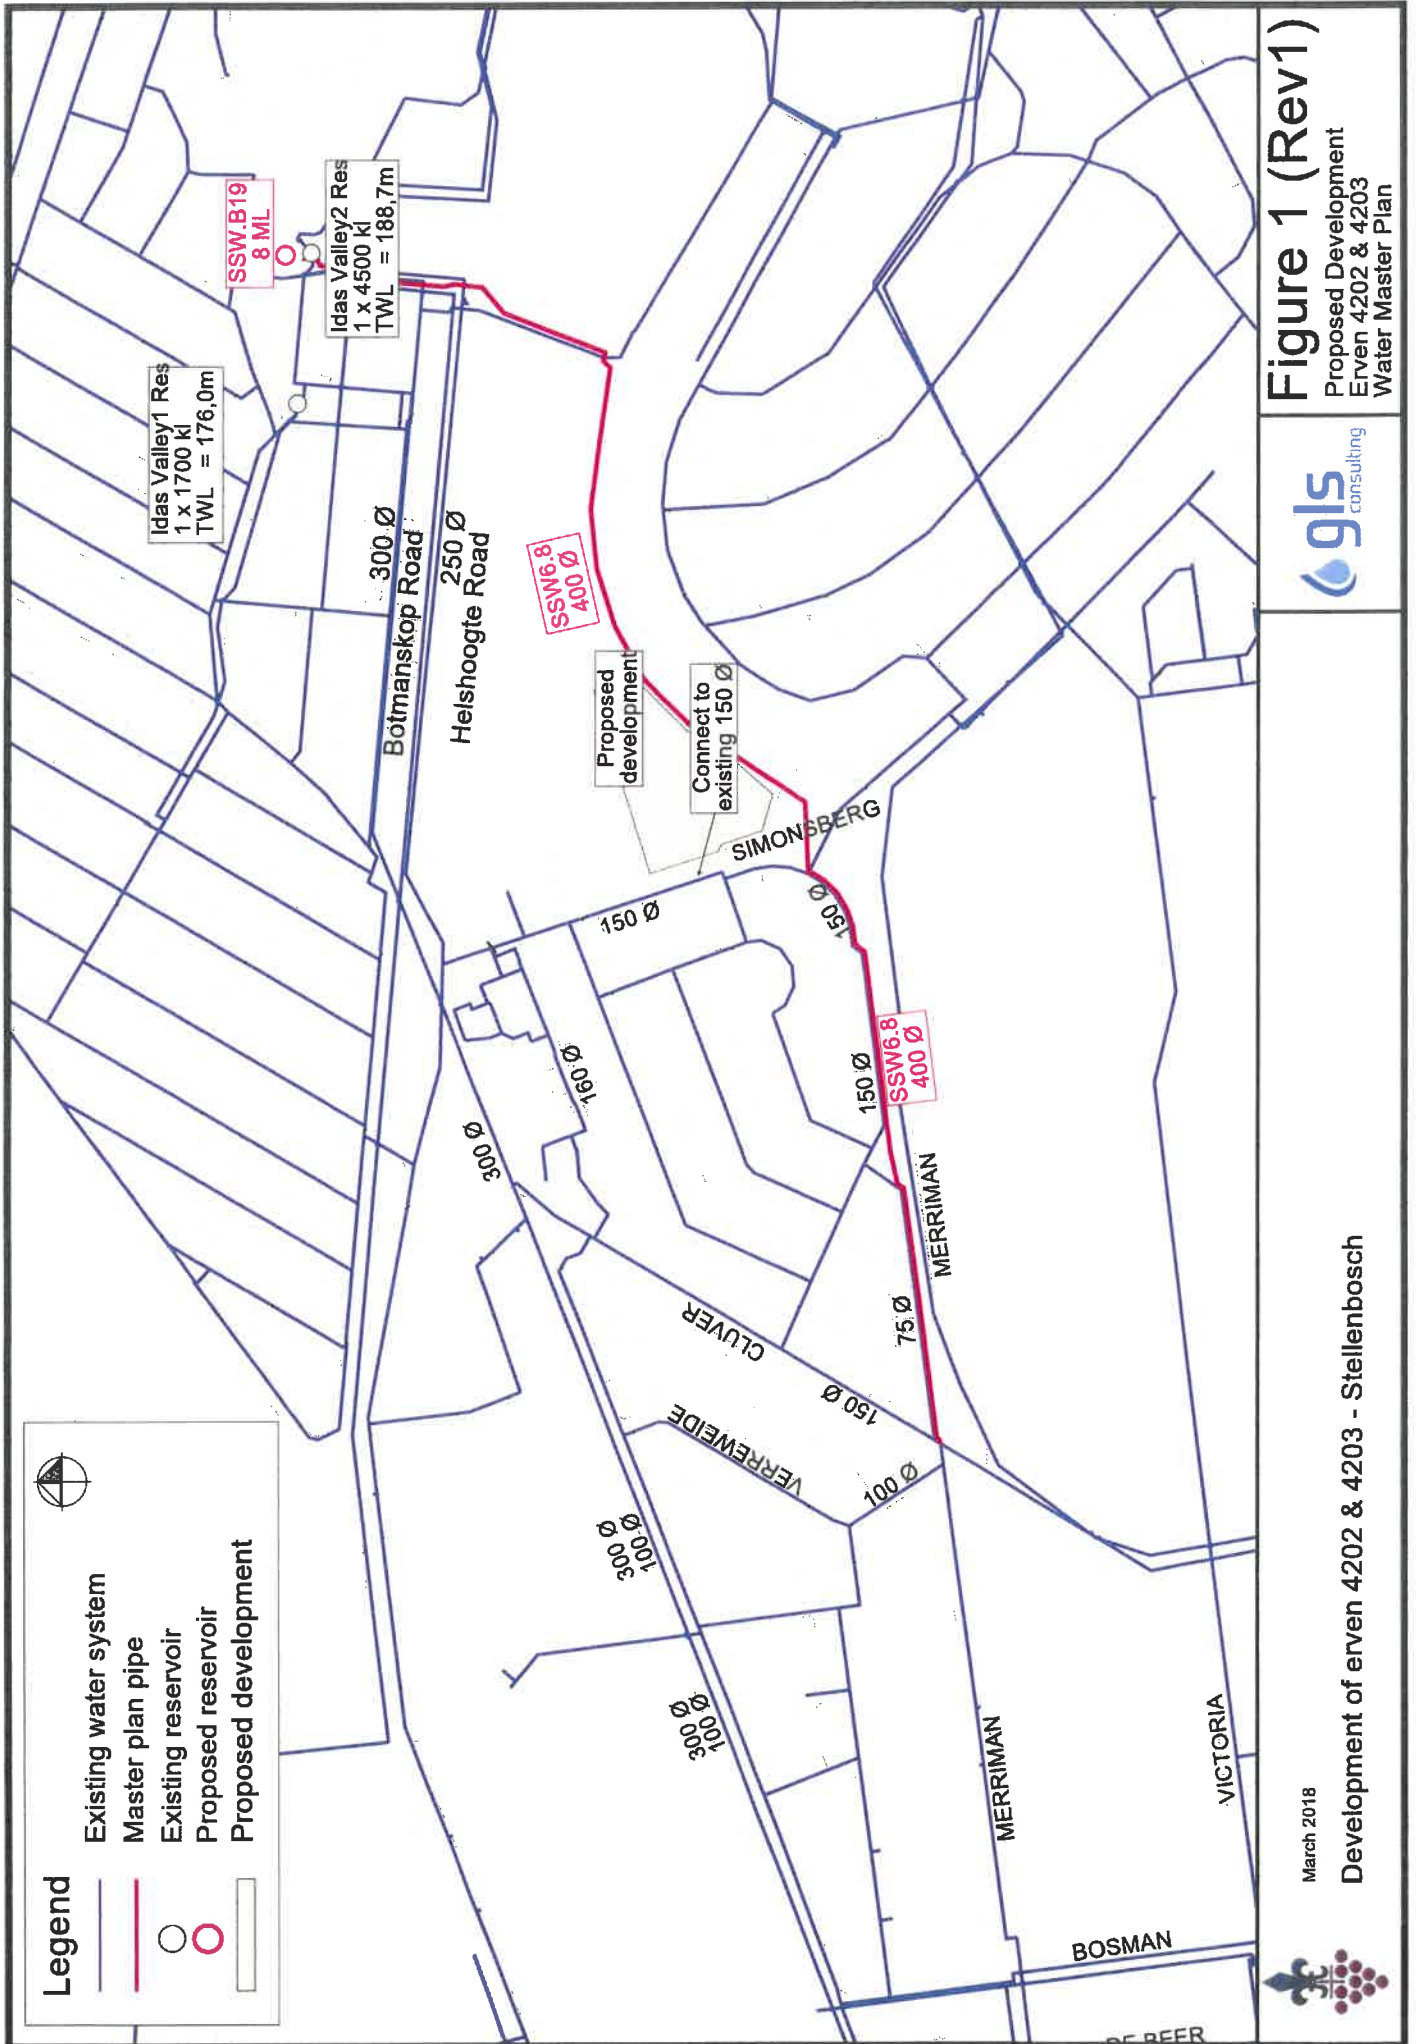 Legend
Existing water system
Master plan pipe
Existing reservoir
Proposed reservoir
Proposed development
SSW.B19
8 ML
Idas Valley2 Res
1 x 4500 kl
TWL = 188,7m
Idas Valley1 Res
1 x 1700 kl
TWL = 176,0m
300 Ø
Botmanskop Road
250 Ø
Helshoogte Road
SSW6.8
400 Ø
Proposed
development
Connect to
existing 150 Ø
SIMONSBERG
150 Ø
150 Ø
160 Ø
300 Ø
150 Ø
SSW6.8
400 Ø
MERRIMAN
75 Ø
CLUVER
150 Ø
VERREWEIDE
100 Ø
300 Ø
100 Ø
300 Ø
100 Ø
MERRIMAN
VICTORIA
BOSMAN
DE BEER
March 2018
Development of erven 4202 & 4203 - Stellenbosch
gls
consulting
Figure 1 (Rev1)
Proposed Development
Erven 4202 & 4203
Water Master Plan